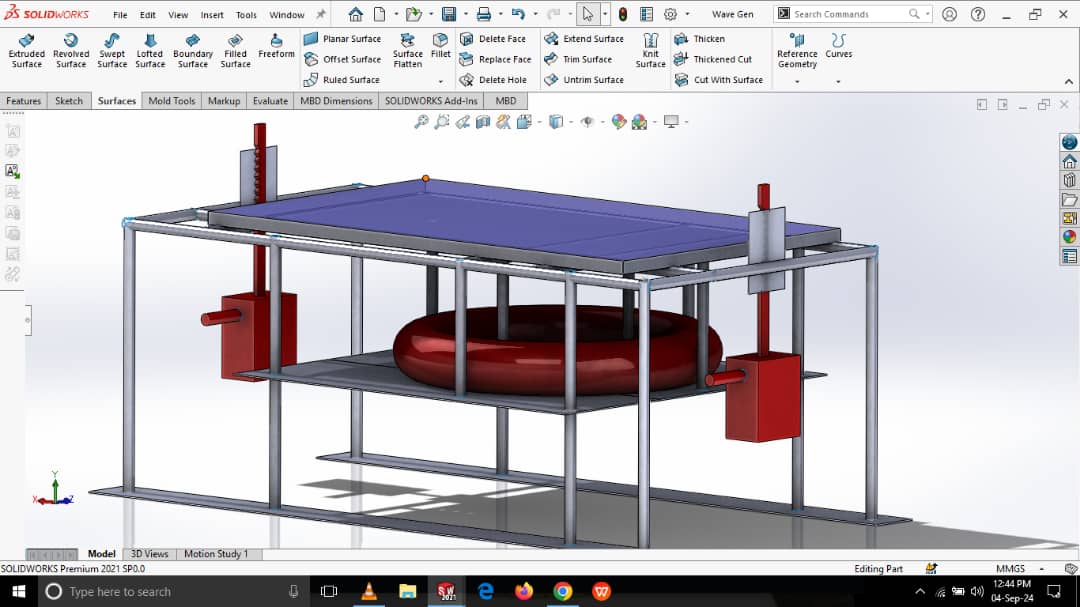 SOLIDWORKS File Edit View Insert Tools Window Wave Gen Search Commands
Extruded Surface
Revolved Surface
Swept Surface
Lofted Surface
Boundary Surface
Filled Surface
Freeform
Planar Surface
Offset Surface
Ruled Surface
Surface Flatten
Fillet
Delete Face
Replace Face
Delete Hole
Extend Surface
Trim Surface
Untrim Surface
Knit Surface
Thicken
Thickened Cut
Cut With Surface
Reference Geometry
Curves
Features Sketch Surfaces Mold Tools Markup Evaluate MBD Dimensions SOLIDWORKS Add-Ins MBD
Y
X Z
Model 3D Views Motion Study 1
SOLIDWORKS Premium 2021 SP0.0 Editing Part MMGS
Type here to search
SW 2021
12:44 PM
04-Sep-24